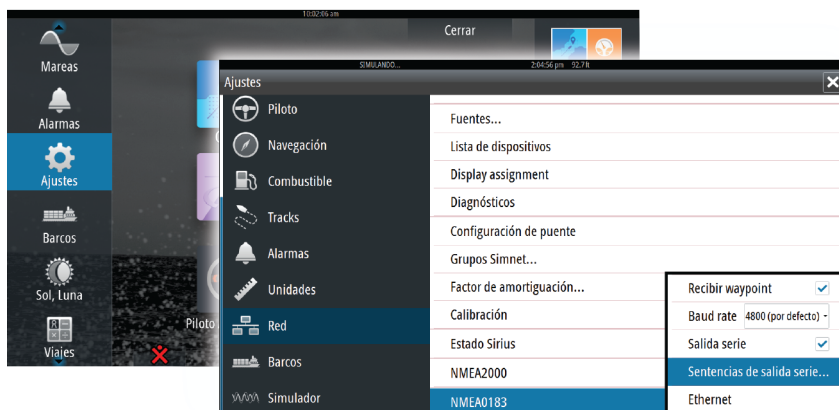 10:02:06 am
Cerrar
Mareas
Alarmas
Ajustes
Barcos
Sol, Luna
Viajes
SIMULANDO...
2:04:56 pm 92.7 ft
Ajustes
Piloto
Navegación
Combustible
Tracks
Alarmas
Unidades
Red
Barcos
Simulador
Fuentes...
Lista de dispositivos
Display assignment
Diagnósticos
Configuración de puente
Grupos Simnet...
Factor de amortiguación...
Calibración
Estado Sirius
NMEA2000
NMEA0183
Recibir waypoint
Baud rate 4800 (por defecto)
Salida serie
Sentencias de salida serie...
Ethernet
Piloto